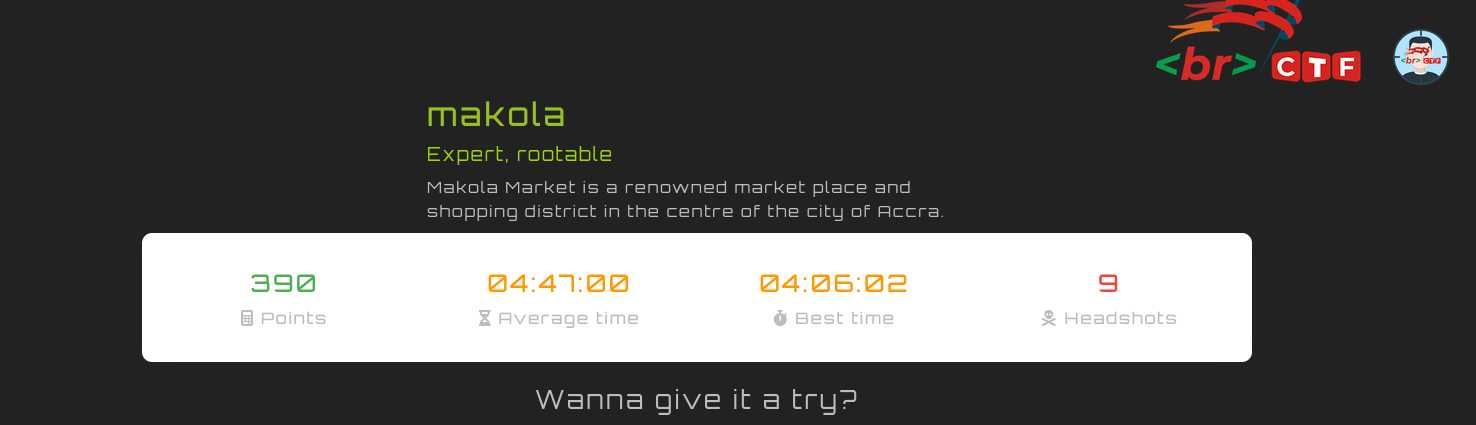 <br> CTF
<br> CTF
makola
Expert, rootable
Makola Market is a renowned market place and
shopping district in the centre of the city of Accra.
390 04:47:00 04:06:02 9
Points Average time Best time Headshots
Wanna give it a try?